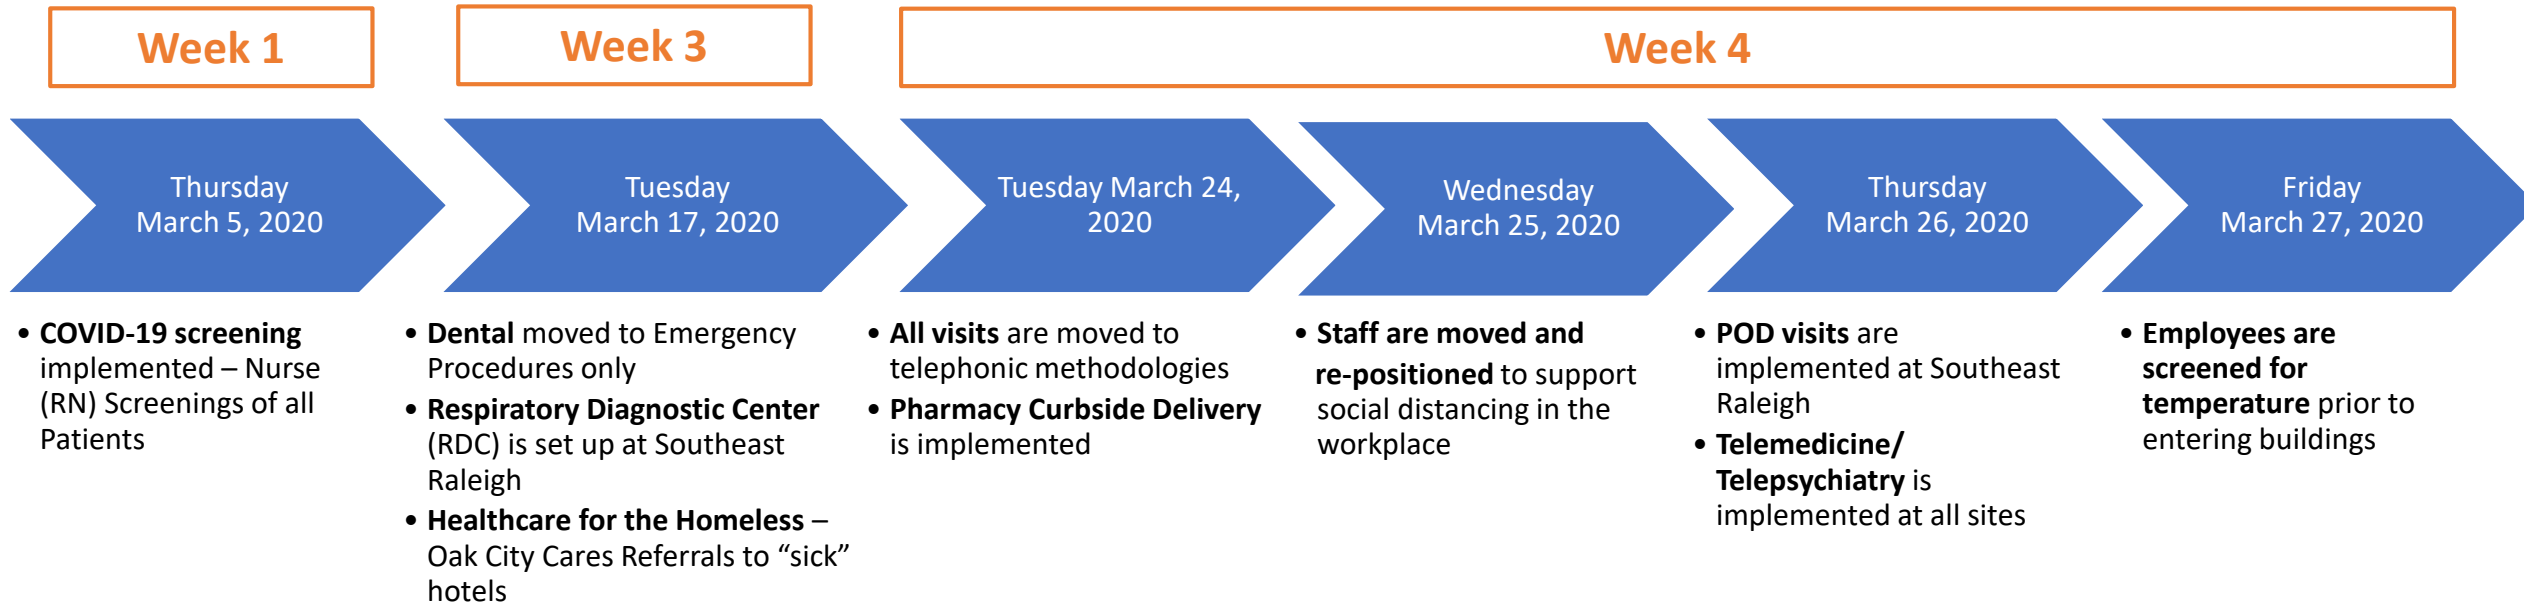 Week 1
Week 3
Week 4
Thursday
March 5, 2020
Tuesday
March 17, 2020
Tuesday March 24,
2020
Wednesday
March 25, 2020
Thursday
March 26, 2020
Friday
March 27, 2020
• COVID-19 screening
implemented – Nurse
(RN) Screenings of all
Patients
• Dental moved to Emergency
Procedures only
• Respiratory Diagnostic Center
(RDC) is set up at Southeast
Raleigh
• Healthcare for the Homeless –
Oak City Cares Referrals to “sick”
hotels
• All visits are moved to
telephonic methodologies
• Pharmacy Curbside Delivery
is implemented
• Staff are moved and
re-positioned to support
social distancing in the
workplace
• POD visits are
implemented at Southeast
Raleigh
• Telemedicine/
Telepsychiatry is
implemented at all sites
• Employees are
screened for
temperature prior to
entering buildings